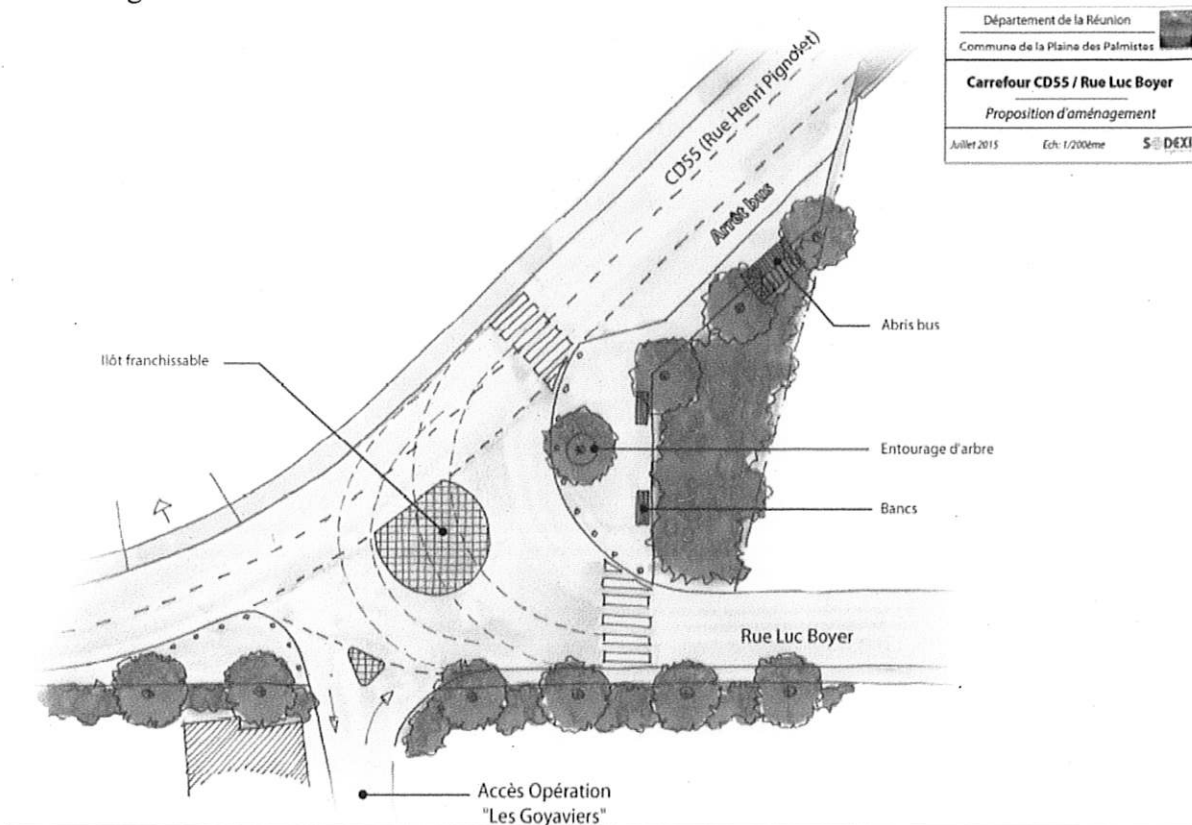 Département de la Réunion
Commune de la Plaine des Palmistes
Carrefour CD55 / Rue Luc Boyer
Proposition d'aménagement
Juillet 2015
Ech: 1/200ème
CD55 (Rue Henri Pignolet)
Arrêt bus
Abris bus
Ilôt franchissable
Entourage d'arbre
Bancs
Rue Luc Boyer
Accès Opération
"Les Goyaviers"